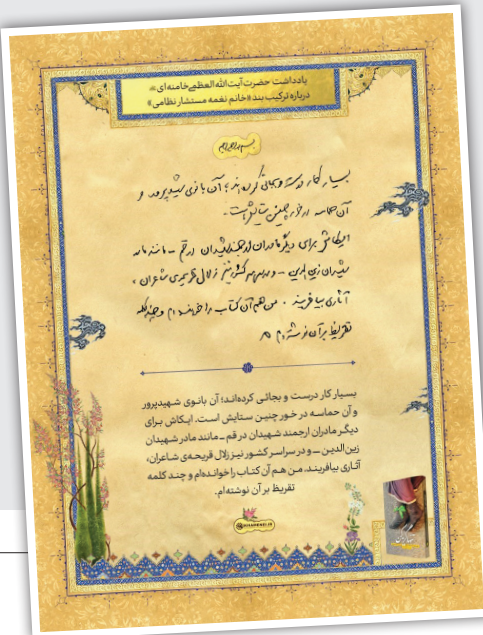 یادداشت حضرت آیت‌الله العظمی خامنه‌ای
درباره ترکیب بند «خانم نغمه مستشار نظامی»
بسم الله الرحمن الرحیم
بسیار کار درست و بجائی کرده‌اند؛ آن بانوی شهیدپرور و
آن حماسه در خور چنین ستایش است.
ایکاش برای دیگر مادران ارجمند شهیدان در قم ــ مانند مادر
شهیدان زین‌الدین ــ و در سراسر کشور نیز زلال قریحه‌ی شاعران،
آثاری بیافریند. من هم آن کتاب را خوانده‌ام و چند کلمه
تقریظ بر آن نوشته‌ام
بسیار کار درست و بجائی کرده‌اند؛ آن بانوی شهیدپرور
و آن حماسه در خور چنین ستایش است. ایکاش برای
دیگر مادران ارجمند شهیدان در قم ــ مانند مادر شهیدان
زین‌الدین ــ و در سراسر کشور نیز زلال قریحه‌ی شاعران،
آثاری بیافریند. من هم آن کتاب را خوانده‌ام و چند کلمه
تقریظ بر آن نوشته‌ام.
KHAMENEI.IR